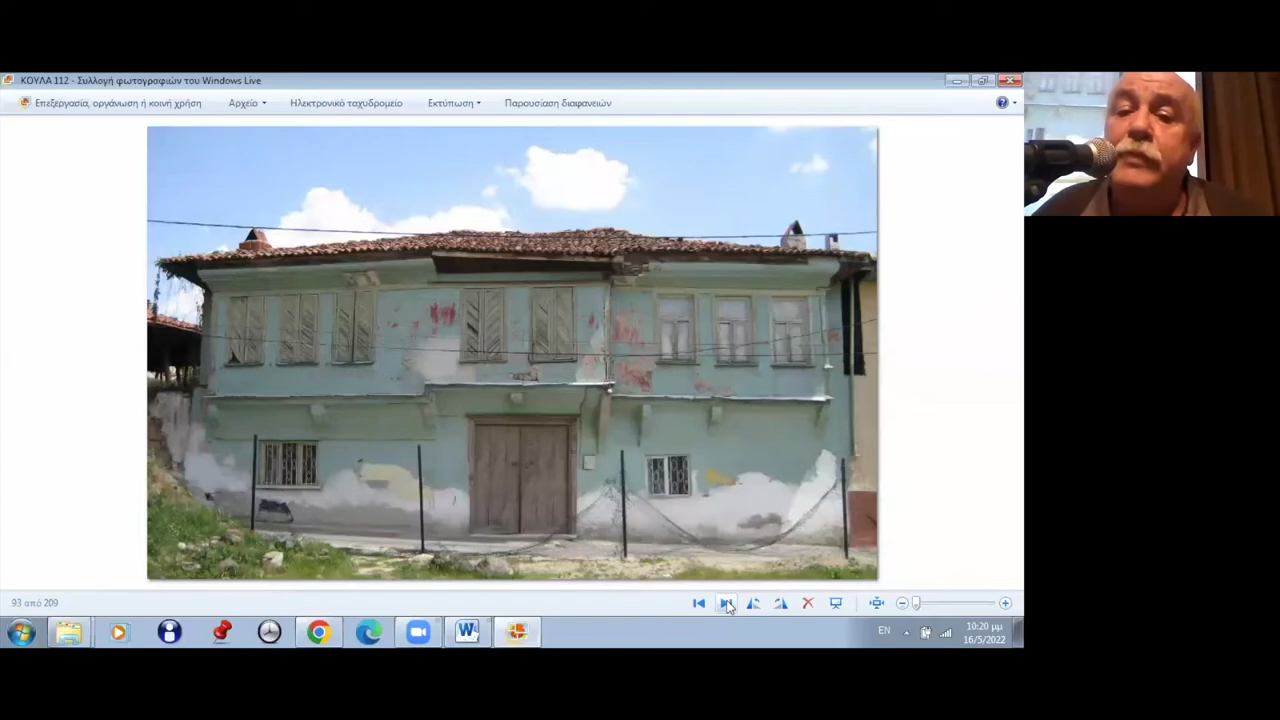 ΚΟΥΛΑ 112 - Συλλογή φωτογραφιών του Windows Live
Επεξεργασία, οργάνωση ή κοινή χρήση Αρχείο Ηλεκτρονικό ταχυδρομείο Εκτύπωση Παρουσίαση διαφανειών
93 από 209
EN
10:20 μμ
16/5/2022